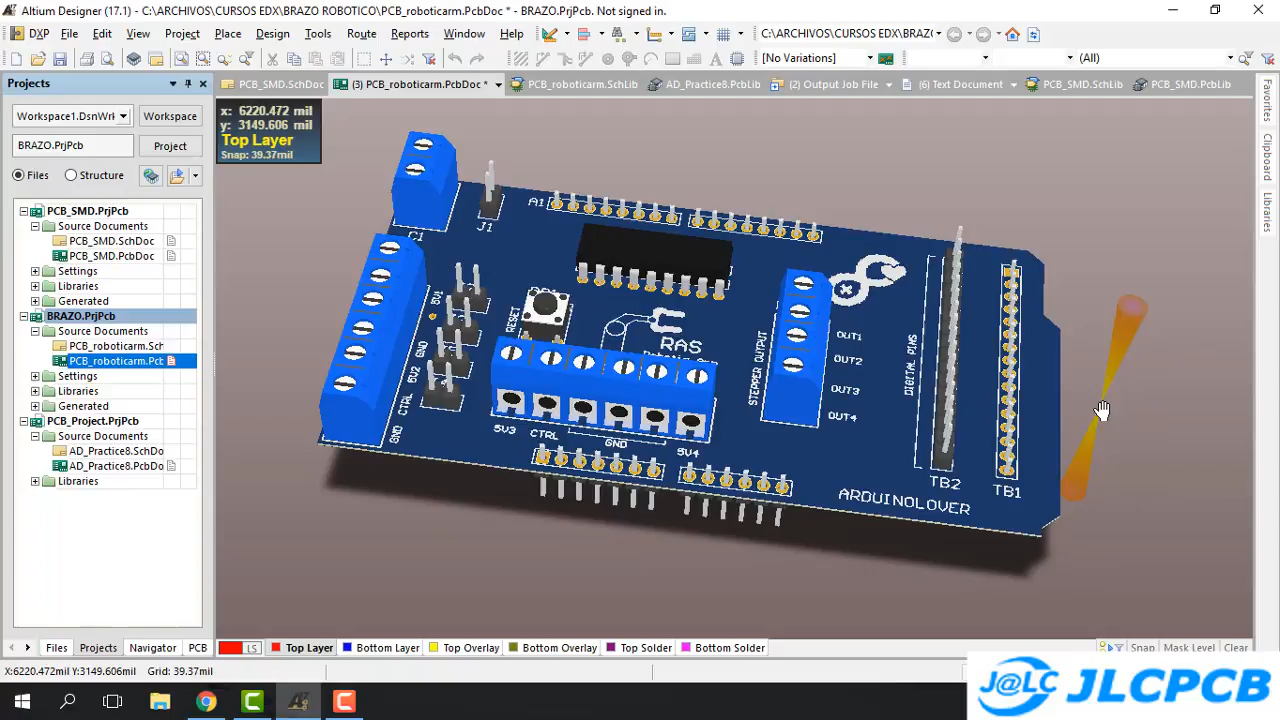 Altium Designer (17.1) - C:\ARCHIVOS\CURSOS EDX\BRAZO ROBOTICO\PCB_roboticarm.PcbDoc * - BRAZO.PrjPcb. Not signed in.
DXP File Edit View Project Place Design Tools Route Reports Window C:\ARCHIVOS\CURSOS EDX\BRAZ(
[No Variations] (All)
Projects
PCB_SMD.SchDoc (3) PCB_roboticarm.PcbDoc * PCB_roboticarm.SchLib AD_Practice8.PcbLib (2) Output Job File (6) Text Document PCB_SMD.SchLib PCB_SMD.PcbLib
Workspace1.DsnWrk Workspace
BRAZO.PrjPcb Project
Files Structure
PCB_SMD.PrjPcb
Source Documents
PCB_SMD.SchDoc
PCB_SMD.PcbDoc
Settings
Libraries
Generated
BRAZO.PrjPcb
Source Documents
PCB_roboticarm.Sch
PCB_roboticarm.Pcb
Settings
Libraries
Generated
PCB_Project.PrjPcb
Source Documents
AD_Practice8.SchDo
AD_Practice8.PcbDo
Libraries
x: 6220.472 mil
y: 3149.606 mil
Top Layer
Snap: 39.37mil
A1
J1
C1
5V1
RESET
GND
RAS
5V2
CTRL
GND
5V3 CTRL GND 5V4
STEPPER OUTPUT
OUT1
OUT2
OUT3
OUT4
DIGITAL PINS
TB2 TB1
ARDUINOLOVER
Favorites
Clipboard
Libraries
Files Projects Navigator PCB
LS Top Layer Bottom Layer Top Overlay Bottom Overlay Top Solder Bottom Solder Snap Mask Level Clear
X:6220.472mil Y:3149.606mil Grid: 39.37mil
J@LC JLCPCB